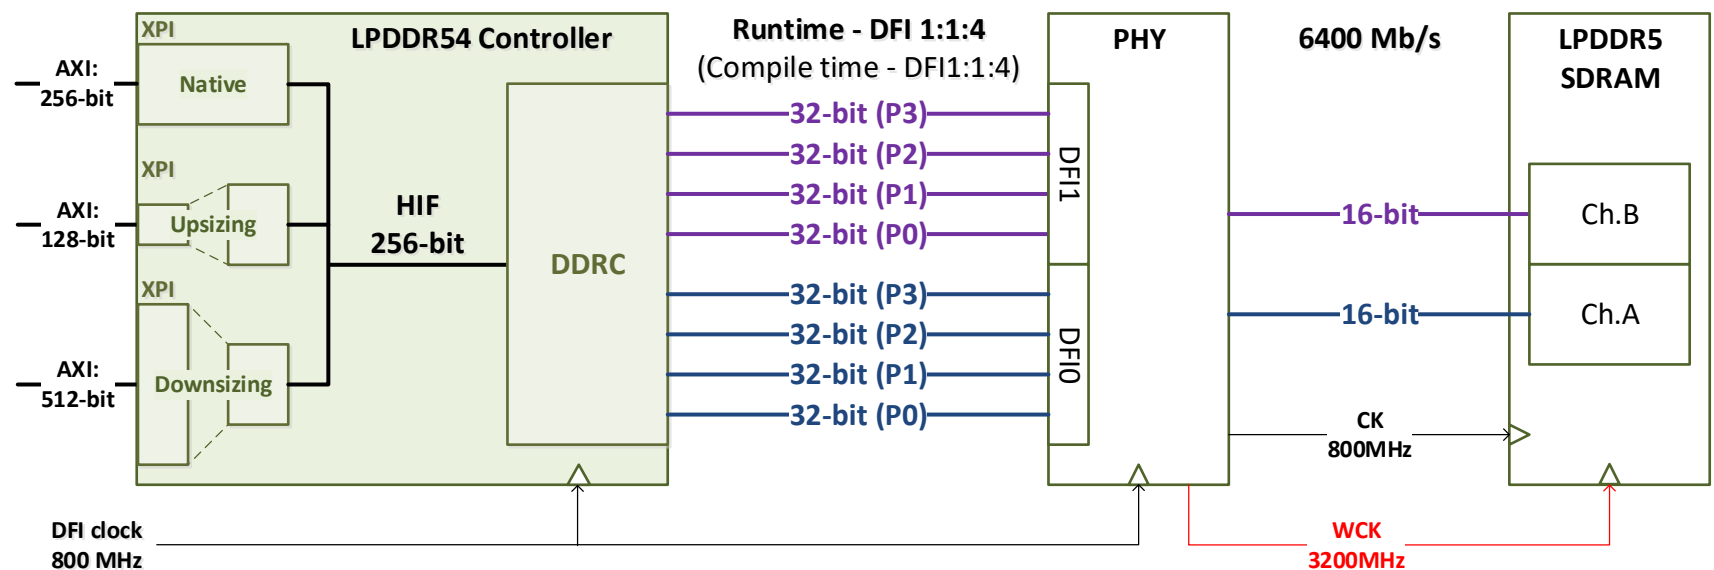 XPI
LPDDR54 Controller
Runtime - DFI 1:1:4
(Compile time - DFI1:1:4)
PHY
6400 Mb/s
LPDDR5
SDRAM
AXI:
256-bit
Native
XPI
AXI:
128-bit
Upsizing
XPI
AXI:
512-bit
Downsizing
HIF
256-bit
DDRC
32-bit (P3)
32-bit (P2)
32-bit (P1)
32-bit (P0)
32-bit (P3)
32-bit (P2)
32-bit (P1)
32-bit (P0)
DFI1
DFI0
16-bit
16-bit
Ch.B
Ch.A
CK
800MHz
WCK
3200MHz
DFI clock
800 MHz